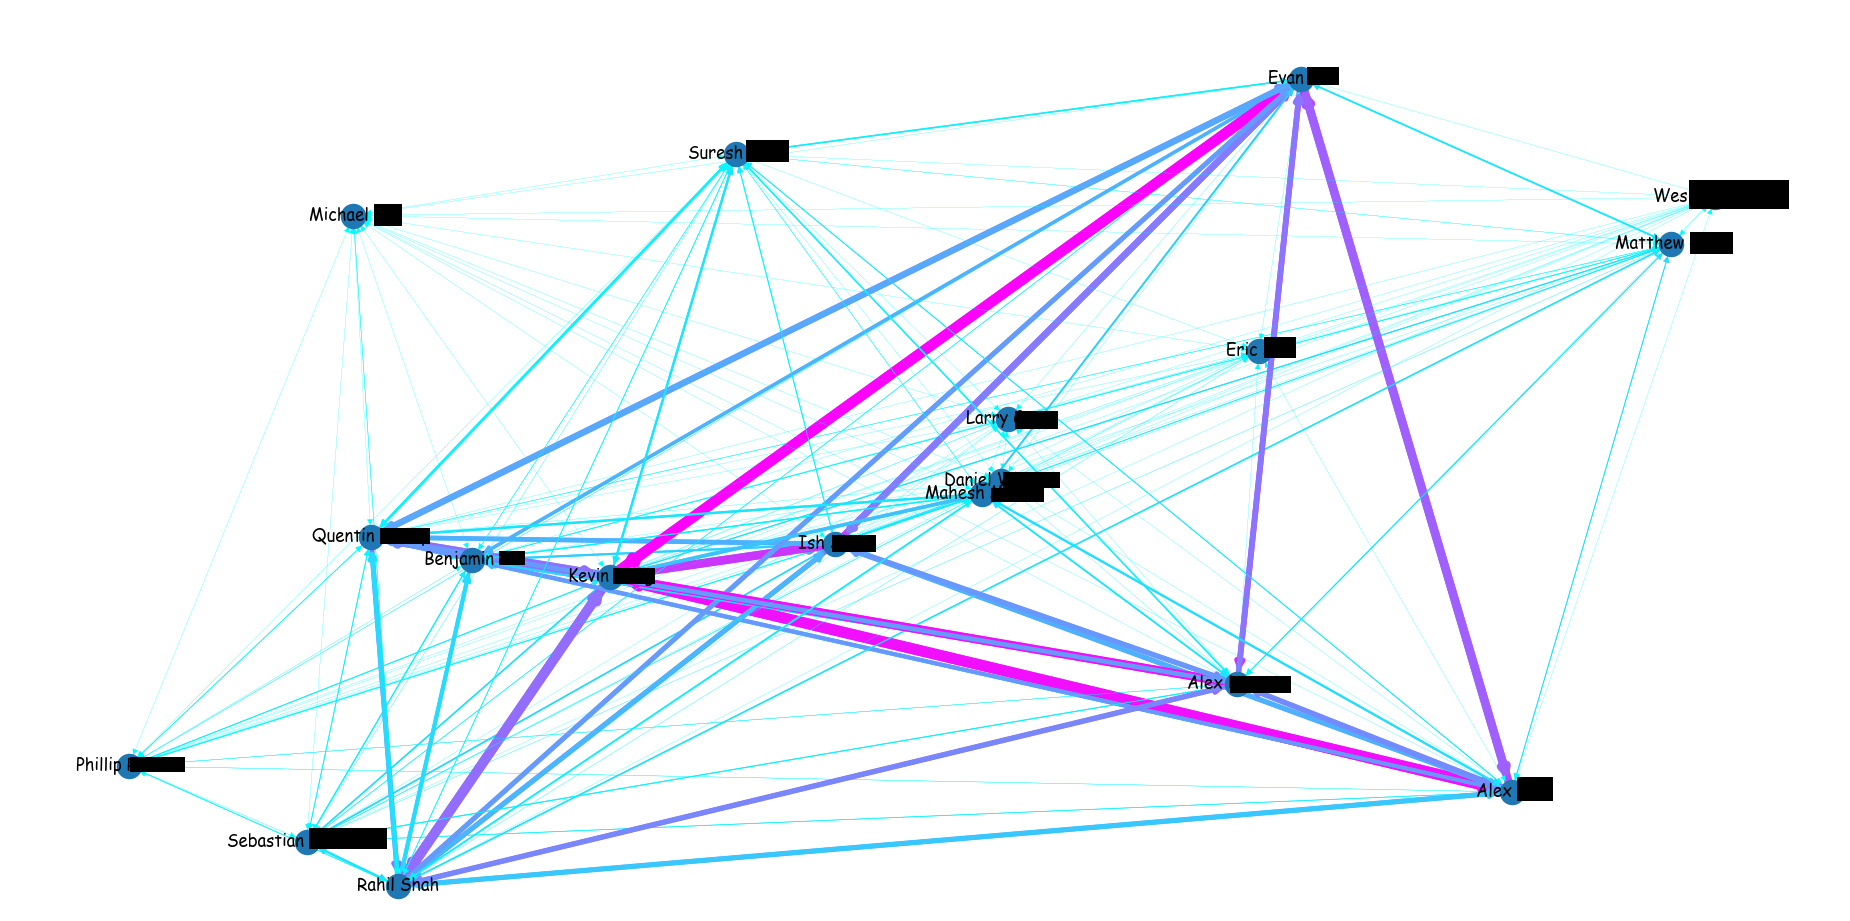 Evan
Suresh
Wes
Michael
Matthew
Eric
Larry
Daniel
Mahesh
Quentin
Ish
Benjamin
Kevin
Alex
Phillip
Alex
Sebastian
Rahil Shah